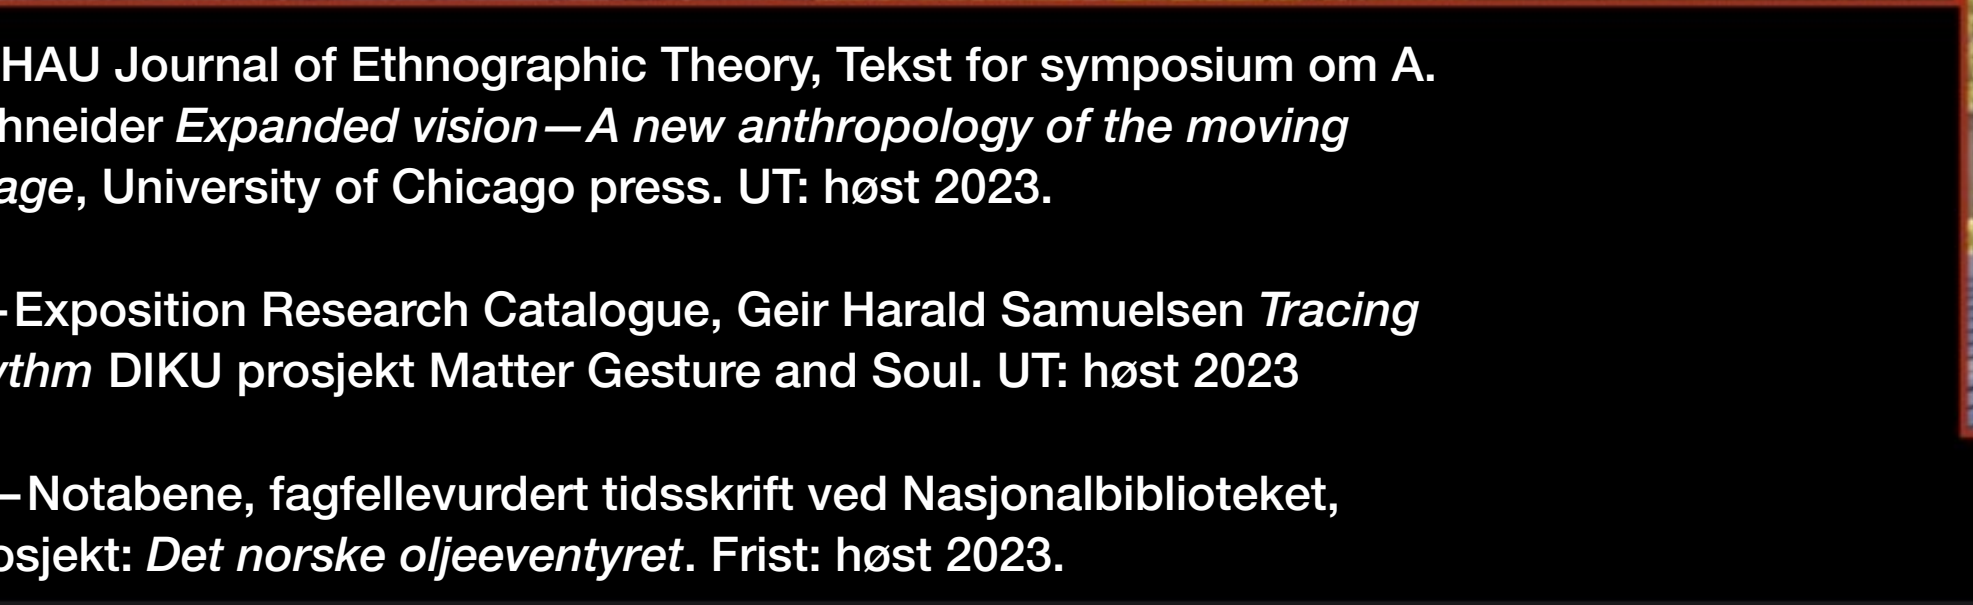 HAU Journal of Ethnographic Theory, Tekst for symposium om A.
hneider Expanded vision—A new anthropology of the moving
age, University of Chicago press. UT: høst 2023.
–Exposition Research Catalogue, Geir Harald Samuelsen Tracing
ythm DIKU prosjekt Matter Gesture and Soul. UT: høst 2023
–Notabene, fagfellevurdert tidsskrift ved Nasjonalbiblioteket,
osjekt: Det norske oljeeventyret. Frist: høst 2023.